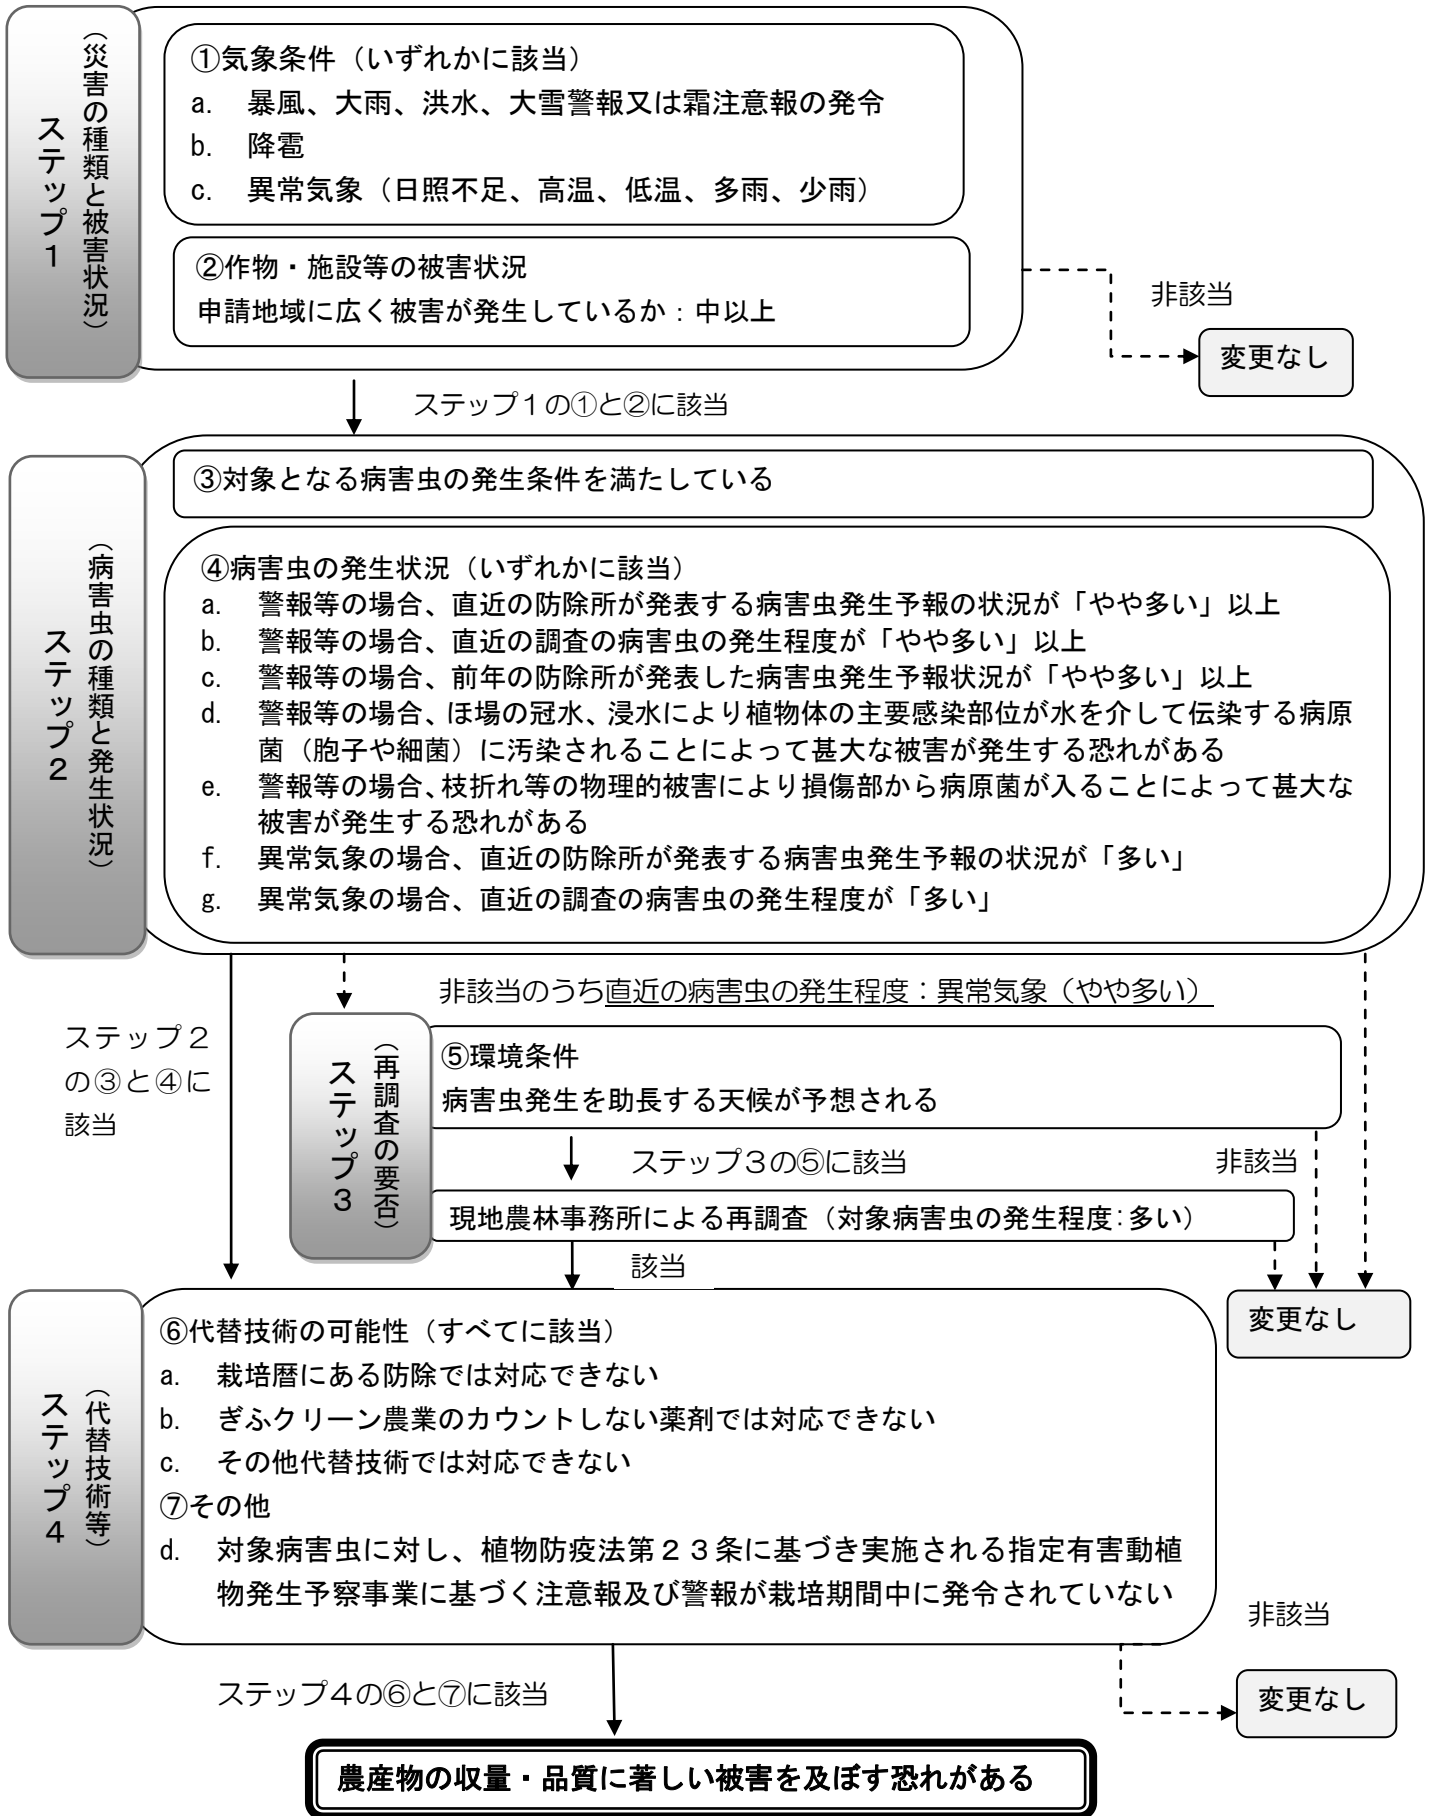 ステップ1
（災害の種類と被害状況）
①気象条件（いずれかに該当）
a. 暴風、大雨、洪水、大雪警報又は霜注意報の発令
b. 降雹
c. 異常気象（日照不足、高温、低温、多雨、少雨）
②作物・施設等の被害状況
申請地域に広く被害が発生しているか：中以上
非該当
変更なし
ステップ１の①と②に該当
ステップ2
（病害虫の種類と発生状況）
③対象となる病害虫の発生条件を満たしている
④病害虫の発生状況（いずれかに該当）
a. 警報等の場合、直近の防除所が発表する病害虫発生予報の状況が「やや多い」以上
b. 警報等の場合、直近の調査の病害虫の発生程度が「やや多い」以上
c. 警報等の場合、前年の防除所が発表した病害虫発生予報状況が「やや多い」以上
d. 警報等の場合、ほ場の冠水、浸水により植物体の主要感染部位が水を介して伝染する病原
菌（胞子や細菌）に汚染されることによって甚大な被害が発生する恐れがある
e. 警報等の場合、枝折れ等の物理的被害により損傷部から病原菌が入ることによって甚大な
被害が発生する恐れがある
f. 異常気象の場合、直近の防除所が発表する病害虫発生予報の状況が「多い」
g. 異常気象の場合、直近の調査の病害虫の発生程度が「多い」
非該当のうち直近の病害虫の発生程度：異常気象（やや多い）
ステップ２
の③と④に
該当
ステップ3
（再調査の要否）
⑤環境条件
病害虫発生を助長する天候が予想される
ステップ３の⑤に該当
非該当
現地農林事務所による再調査（対象病害虫の発生程度:多い）
該当
変更なし
ステップ4
（代替技術等）
⑥代替技術の可能性（すべてに該当）
a. 栽培暦にある防除では対応できない
b. ぎふクリーン農業のカウントしない薬剤では対応できない
c. その他代替技術では対応できない
⑦その他
d. 対象病害虫に対し、植物防疫法第２３条に基づき実施される指定有害動植
物発生予察事業に基づく注意報及び警報が栽培期間中に発令されていない
非該当
ステップ４の⑥と⑦に該当
変更なし
農産物の収量・品質に著しい被害を及ぼす恐れがある